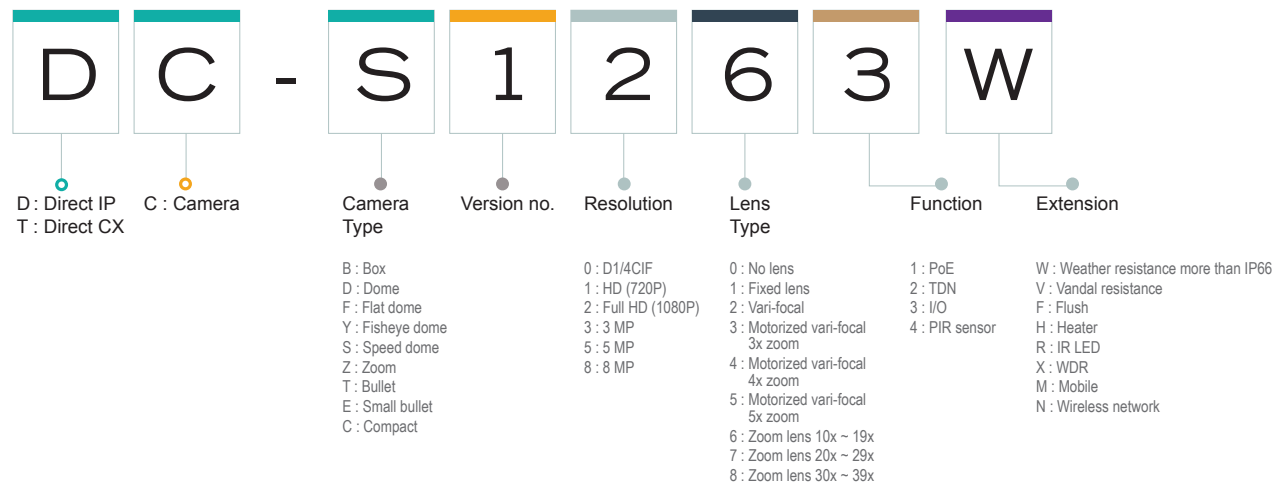 DC-S1263W
D : Direct IP
T : Direct CX
C : Camera
Camera
Type
B : Box
D : Dome
F : Flat dome
Y : Fisheye dome
S : Speed dome
Z : Zoom
T : Bullet
E : Small bullet
C : Compact
Version no.
Resolution
0 : D1/4CIF
1 : HD (720P)
2 : Full HD (1080P)
3 : 3 MP
5 : 5 MP
8 : 8 MP
Lens
Type
0 : No lens
1 : Fixed lens
2 : Vari-focal
3 : Motorized vari-focal
3x zoom
4 : Motorized vari-focal
4x zoom
5 : Motorized vari-focal
5x zoom
6 : Zoom lens 10x ~ 19x
7 : Zoom lens 20x ~ 29x
8 : Zoom lens 30x ~ 39x
Function
1 : PoE
2 : TDN
3 : I/O
4 : PIR sensor
Extension
W : Weather resistance more than IP66
V : Vandal resistance
F : Flush
H : Heater
R : IR LED
X : WDR
M : Mobile
N : Wireless network